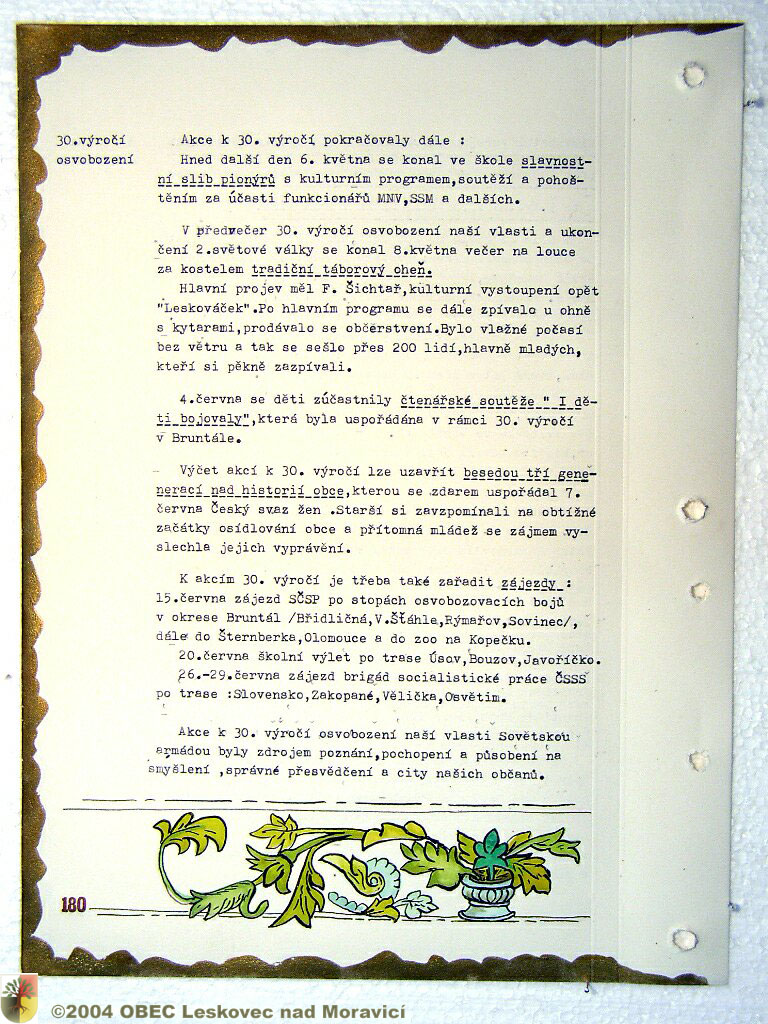 30.výročí
osvobození
Akce k 30. výročí pokračovaly dále :
Hned další den 6. května se konal ve škole slavnost-
ní slib pionýrů s kulturním programem,soutěží a pohoš-
těním za účasti funkcionářů MNV,SSM a dalších.
V předvečer 30. výročí osvobození naší vlasti a ukon-
čení 2.světové války se konal 8.května večer na louce
za kostelem tradiční táborový oheň.
Hlavní projev měl F. Šichtař,kulturní vystoupení opět
"Leskováček".Po hlavním programu se dále zpívalo u ohně
s kytarami,prodávalo se občerstvení.Bylo vlažné počasí
bez větru a tak se sešlo přes 200 lidí,hlavně mladých,
kteří si pěkně zazpívali.
4.června se děti zúčastnily čtenářské soutěže " I dě-
ti bojovaly",která byla uspořádána v rámci 30. výročí
v Bruntále.
Výčet akcí k 30. výročí lze uzavřít besedou tří gene-
nerací nad historií obce,kterou se zdarem uspořádal 7.
června Český svaz žen .Starší si zavzpomínali na obtížné
začátky osídlování obce a přítomná mládež se zájmem vy-
slechla jejich vyprávění.
K akcím 30. výročí je třeba také zařadit zájezdy :
15.června zájezd SČSP po stopách osvobozovacích bojů
v okrese Bruntál /Břidličná,V.Šťáhle,Rýmařov,Sovinec/,
dále do Šternberka,Olomouce a do zoo na Kopečku.
20.června školní výlet po trase Úsov,Bouzov,Javoříčko.
26.-29.června zájezd brigád socialistické práce ČSSS
po trase :Slovensko,Zakopané,Vělička,Osvětim.
Akce k 30. výročí osvobození naší vlasti Sovětskou
armádou byly zdrojem poznání,pochopení a působení na
smyšlení ,správné přesvědčení a city našich občanů.
180
©2004 OBEC Leskovec nad Moravicí